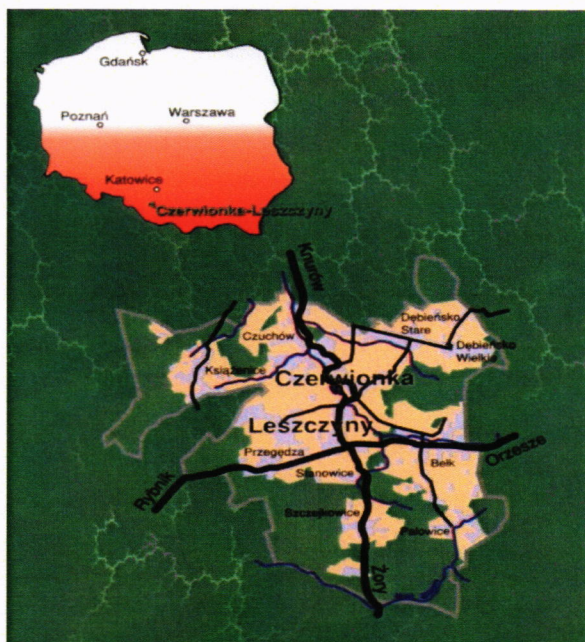 Gdańsk
Poznań
Warszawa
Katowice
Czerwionka-Leszczyny
Knurów
Dębieńsko
Stare
Czuchów
Dębieńsko
Wielkie
Książenice
Czerwionka
Leszczyny
Orzesze
Przegędza
Bełk
Stanowice
Rybnik
Szczejkowice
Palowice
Żory